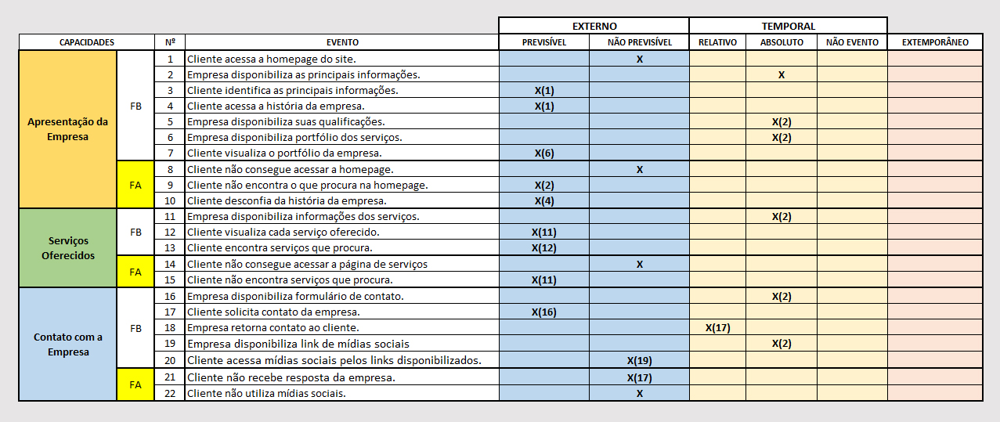 EXTERNO TEMPORAL
CAPACIDADES Nº EVENTO PREVISÍVEL NÃO PREVISÍVEL RELATIVO ABSOLUTO NÃO EVENTO EXTEMPORÂNEO
Apresentação da Empresa
FB
1 Cliente acessa a homepage do site. X
2 Empresa disponibiliza as principais informações. X
3 Cliente identifica as principais informações. X(1)
4 Cliente acessa a história da empresa. X(1)
5 Empresa disponibiliza suas qualificações. X(2)
6 Empresa disponibiliza portfólio dos serviços. X(2)
7 Cliente visualiza o portfólio da empresa. X(6)
FA
8 Cliente não consegue acessar a homepage. X
9 Cliente não encontra o que procura na homepage. X(2)
10 Cliente desconfia da história da empresa. X(4)
Serviços Oferecidos
FB
11 Empresa disponibiliza informações dos serviços. X(2)
12 Cliente visualiza cada serviço oferecido. X(11)
13 Cliente encontra serviços que procura. X(12)
FA
14 Cliente não consegue acessar a página de serviços X
15 Cliente não encontra serviços que procura. X(11)
Contato com a Empresa
FB
16 Empresa disponibiliza formulário de contato. X(2)
17 Cliente solicita contato da empresa. X(16)
18 Empresa retorna contato ao cliente. X(17)
19 Empresa disponibiliza link de mídias sociais X(2)
20 Cliente acessa mídias sociais pelos links disponibilizados. X(19)
FA
21 Cliente não recebe resposta da empresa. X(17)
22 Cliente não utiliza mídias sociais. X